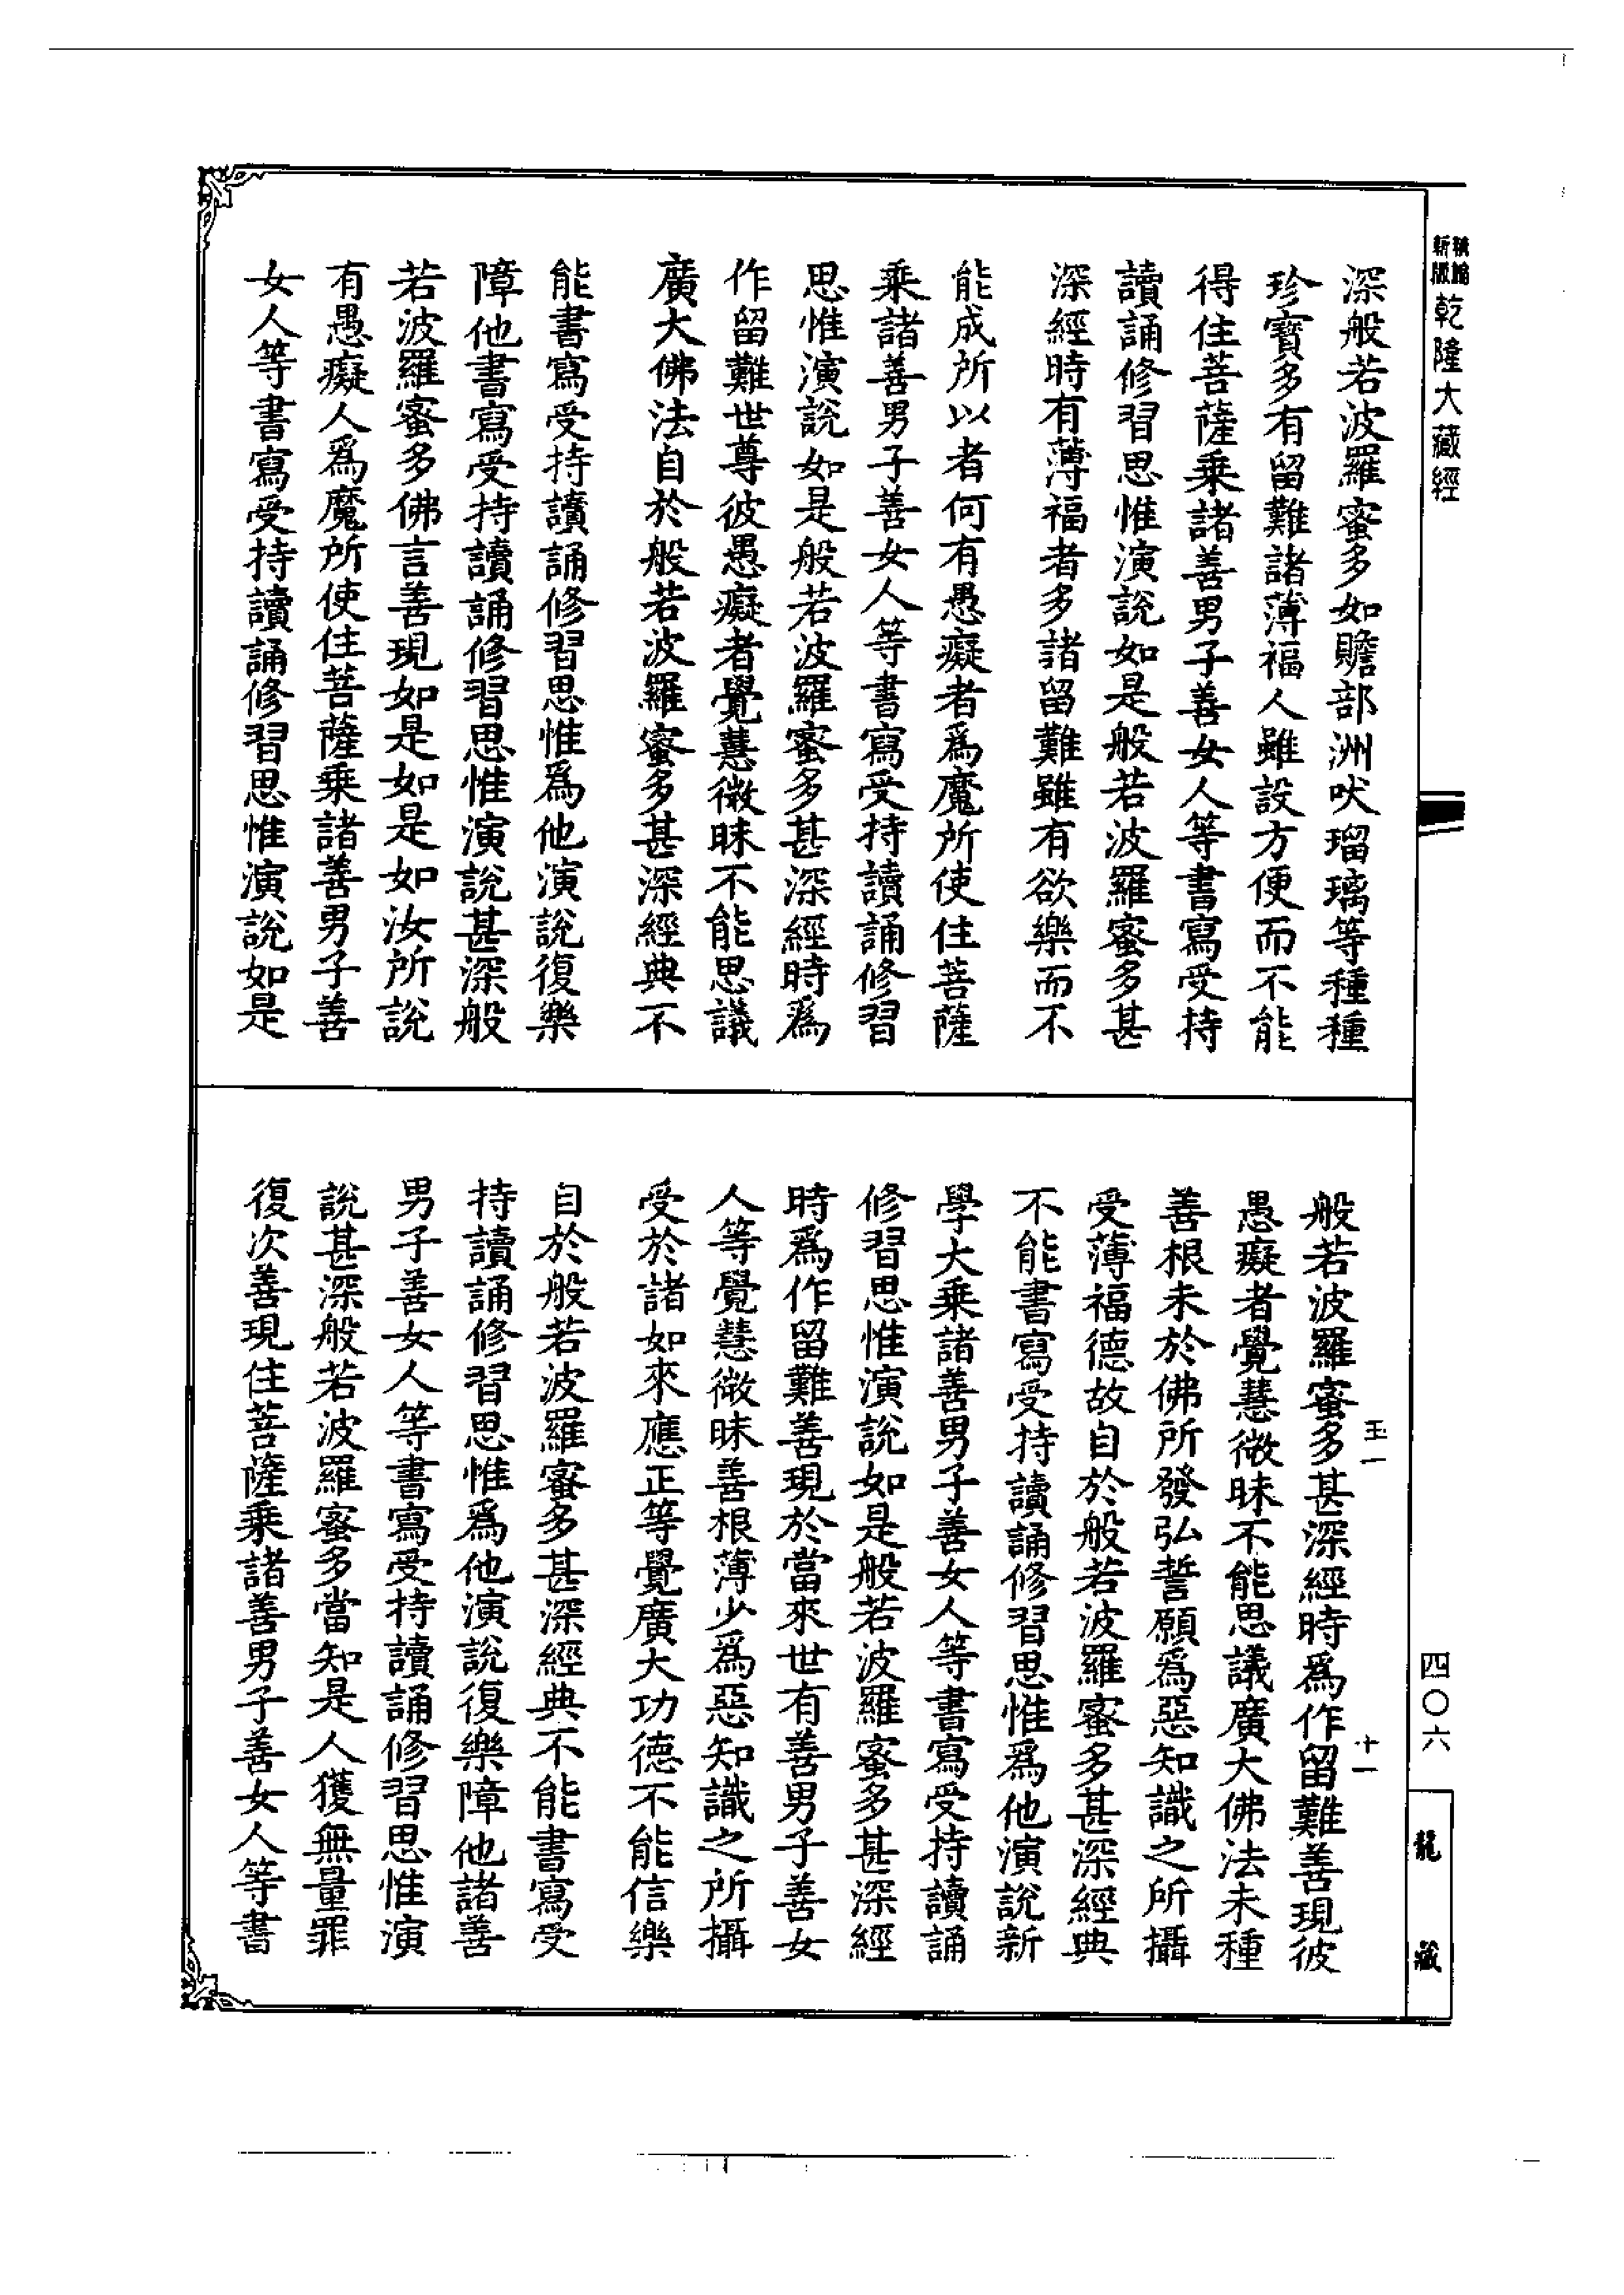 新編縮版乾隆大藏經
深般若波羅蜜多如贍部洲吠瑠璃等種種
珍寶多有留難諸薄福人雖設方便而不能
得住菩薩乘諸善男子善女人等書寫受持
讀誦修習思惟演說如是般若波羅蜜多甚
深經時有薄福者多諸留難雖有欲樂而不
能成所以者何有愚癡者爲魔所使住菩薩
乘諸善男子善女人等書寫受持讀誦修習
思惟演說如是般若波羅蜜多甚深經時爲
作留難世尊彼愚癡者覺慧微昧不能思議
廣大佛法自於般若波羅蜜多甚深經典不
能書寫受持讀誦修習思惟爲他演說復樂
障他書寫受持讀誦修習思惟演說甚深般
若波羅蜜多佛言善現如是如是如汝所說
有愚癡人爲魔所使住菩薩乘諸善男子善
女人等書寫受持讀誦修習思惟演說如是
般若波羅蜜多甚深經時爲作留難善現彼
愚癡者覺慧微昧不能思議廣大佛法未種
善根未於佛所發弘誓願爲惡知識之所攝
受薄福德故自於般若波羅蜜多甚深經典
不能書寫受持讀誦修習思惟爲他演說新
學大乘諸善男子善女人等書寫受持讀誦
修習思惟演說如是般若波羅蜜多甚深經
時爲作留難善現於當來世有善男子善女
人等覺慧微昧善根薄少爲惡知識之所攝
受於諸如來應正等覺廣大功德不能信樂
自於般若波羅蜜多甚深經典不能書寫受
持讀誦修習思惟爲他演說復樂障他諸善
男子善女人等書寫受持讀誦修習思惟演
說甚深般若波羅蜜多當知是人獲無量罪
復次善現住菩薩乘諸善男子善女人等書
玉一
十一
四〇六
龍藏